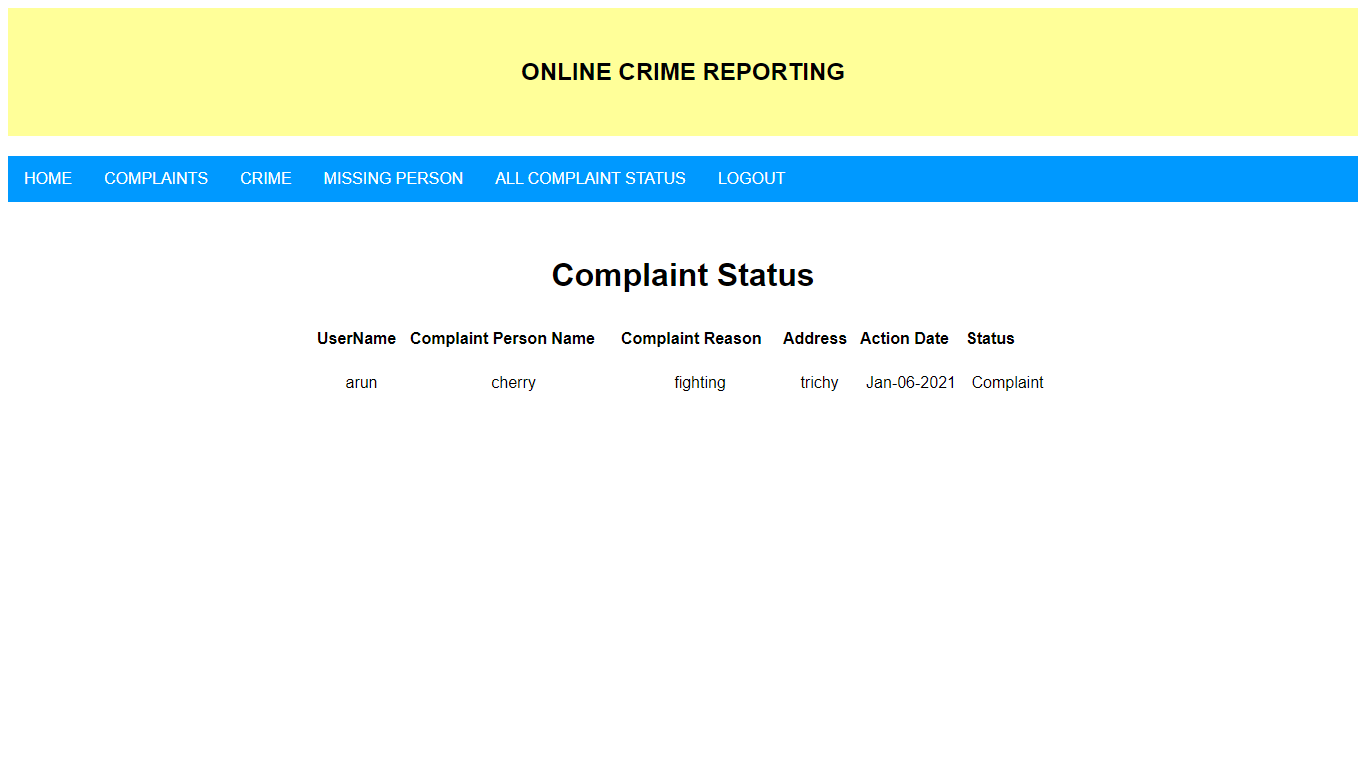 ONLINE CRIME REPORTING
HOME COMPLAINTS CRIME MISSING PERSON ALL COMPLAINT STATUS LOGOUT
Complaint Status
UserName Complaint Person Name Complaint Reason Address Action Date Status
arun cherry fighting trichy Jan-06-2021 Complaint